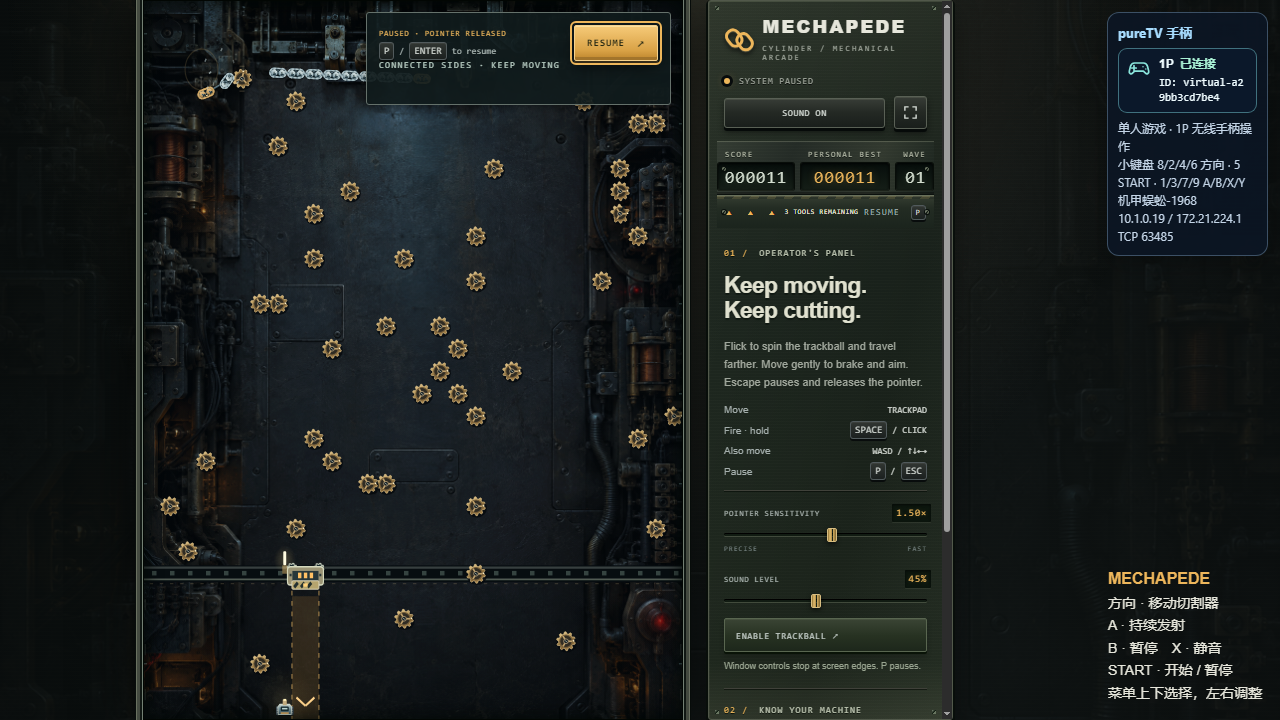 PAUSED · POINTER RELEASED
P / ENTER to resume
CONNECTED SIDES · KEEP MOVING
RESUME ↗
MECHAPEDE
CYLINDER / MECHANICAL
ARCADE
SYSTEM PAUSED
SOUND ON
SCORE PERSONAL BEST WAVE
000011 000011 01
▲ ▲ ▲ 3 TOOLS REMAINING RESUME P
01 / OPERATOR'S PANEL
Keep moving.
Keep cutting.
Flick to spin the trackball and travel
farther. Move gently to brake and aim.
Escape pauses and releases the pointer.
Move TRACKPAD
Fire · hold SPACE / CLICK
Also move WASD / ↑↓←→
Pause P / ESC
POINTER SENSITIVITY 1.50×
PRECISE FAST
SOUND LEVEL 45%
ENABLE TRACKBALL ↗
Window controls stop at screen edges. P pauses.
02 / KNOW YOUR MACHINE
pureTV 手柄
1P 已连接
ID: virtual-a2
9bb3cd7be4
单人游戏 · 1P 无线手柄操
作
小键盘 8/2/4/6 方向 · 5
START · 1/3/7/9 A/B/X/Y
机甲蜈蚣-1968
10.1.0.19 / 172.21.224.1
TCP 63485
MECHAPEDE
方向 · 移动切割器
A · 持续发射
B · 暂停 X · 静音
START · 开始 / 暂停
菜单上下选择，左右调整